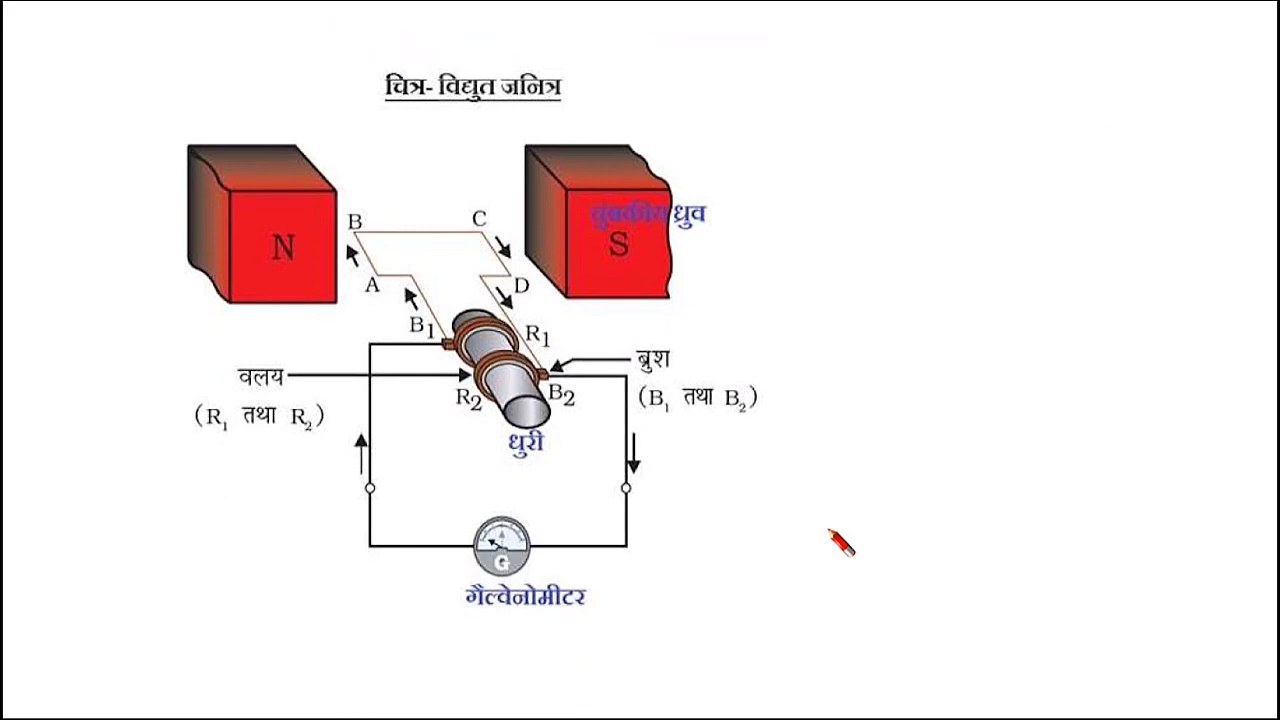 चित्र- विद्युत जनित्र
चुंबकीय ध्रुव
N
S
B
C
A
D
B₁
R₁
वलय
(R₁ तथा R₂)
R₂
B₂
ब्रुश
(B₁ तथा B₂)
धुरी
G
गैल्वेनोमीटर